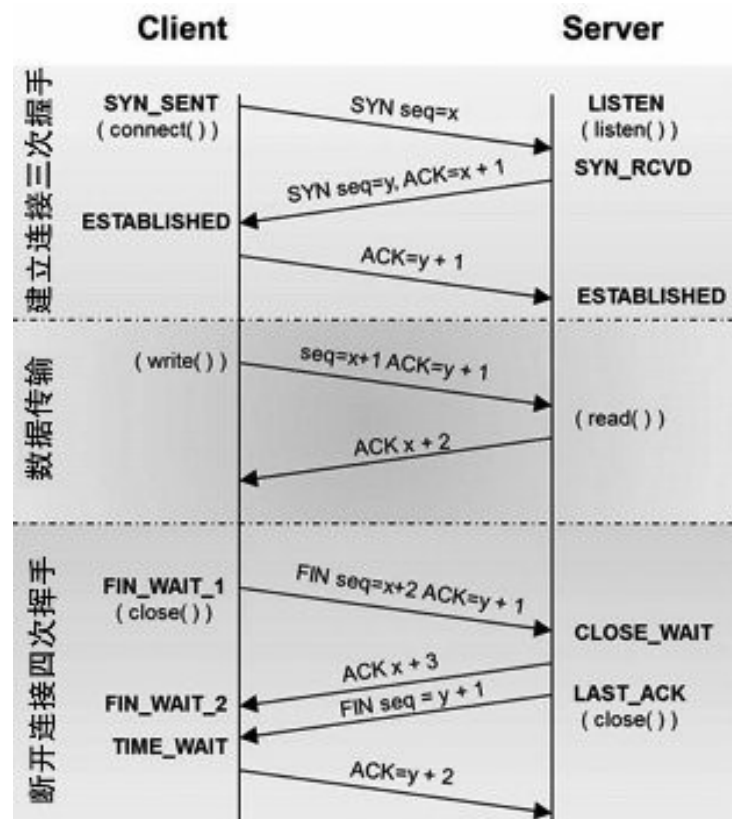 Client Server
建立连接三次握手
SYN_SENT
( connect( ) )
SYN seq=x
LISTEN
( listen( ) )
SYN_RCVD
SYN seq=y, ACK=x + 1
ESTABLISHED
ACK=y + 1
ESTABLISHED
数据传输
( write( ) )
seq=x+1 ACK=y + 1
( read( ) )
ACK x + 2
断开连接四次挥手
FIN_WAIT_1
( close( ) )
FIN seq=x+2 ACK=y + 1
CLOSE_WAIT
ACK x + 3
FIN_WAIT_2
FIN seq = y + 1
LAST_ACK
( close( ) )
TIME_WAIT
ACK=y + 2